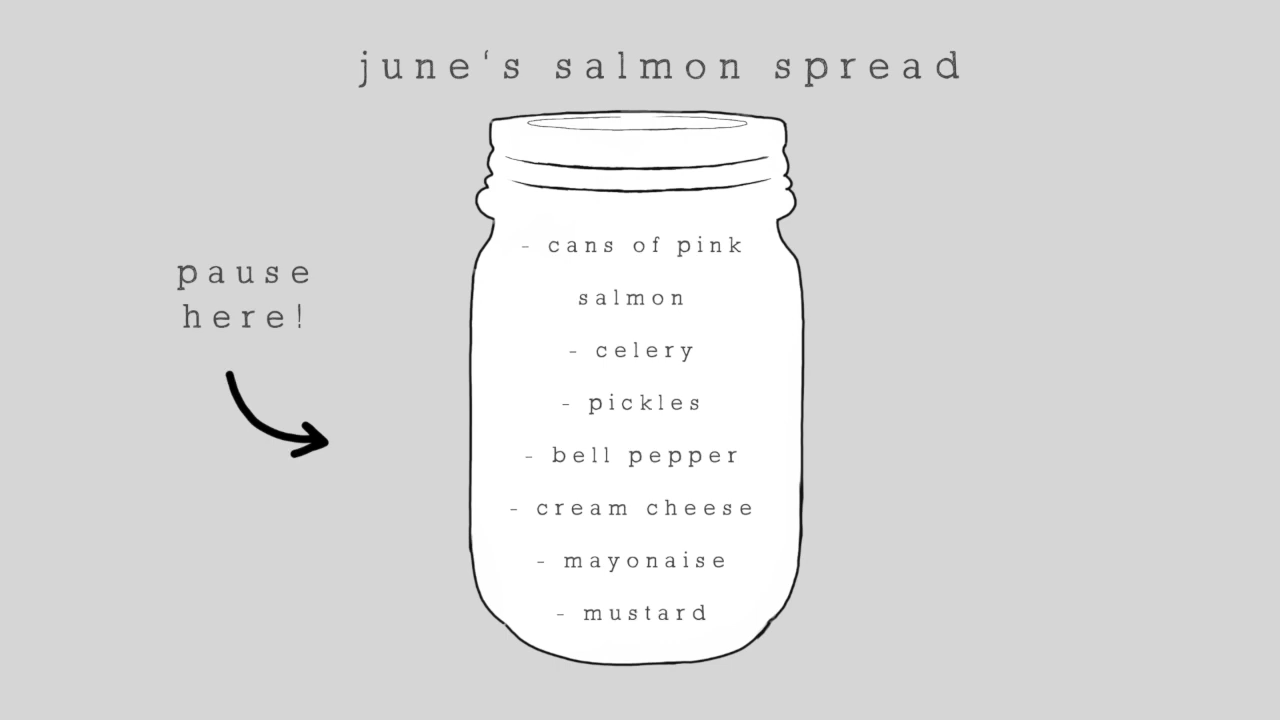 june‘s salmon spread
pause
here!
- cans of pink
salmon
- celery
- pickles
- bell pepper
- cream cheese
- mayonaise
- mustard